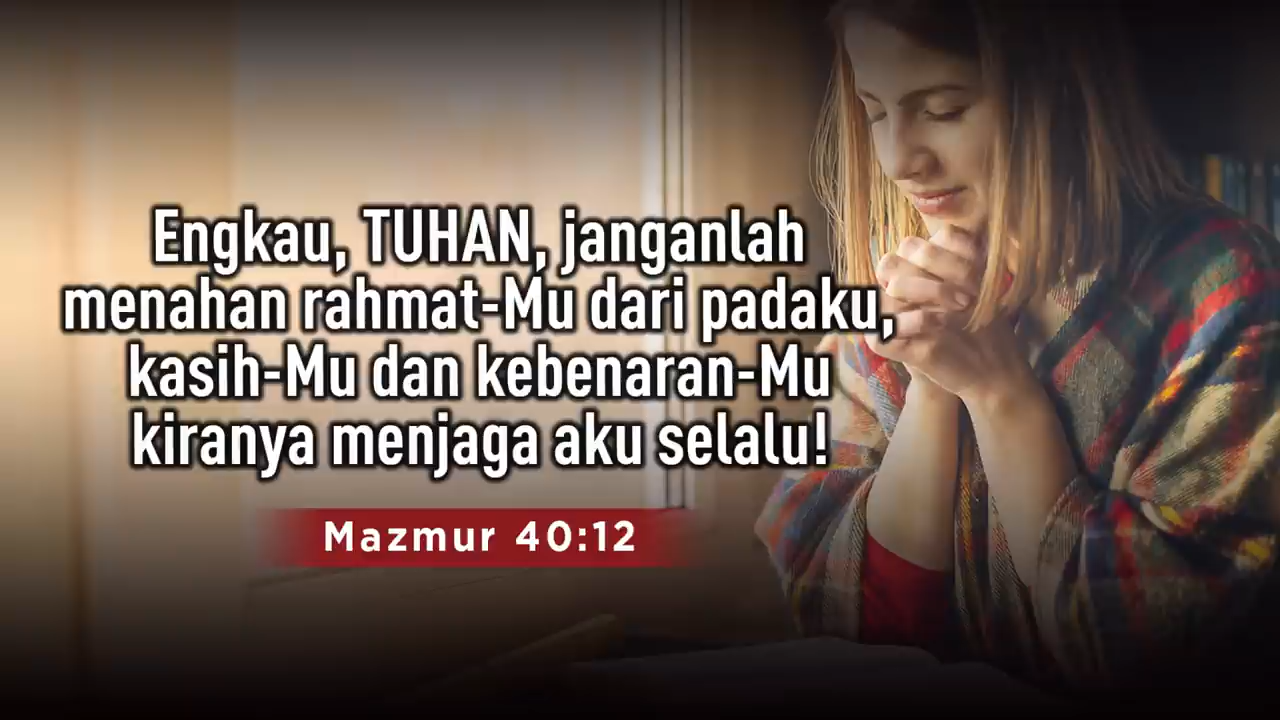 Engkau, TUHAN, janganlah
menahan rahmat-Mu dari padaku,
kasih-Mu dan kebenaran-Mu
kiranya menjaga aku selalu!
Mazmur 40:12